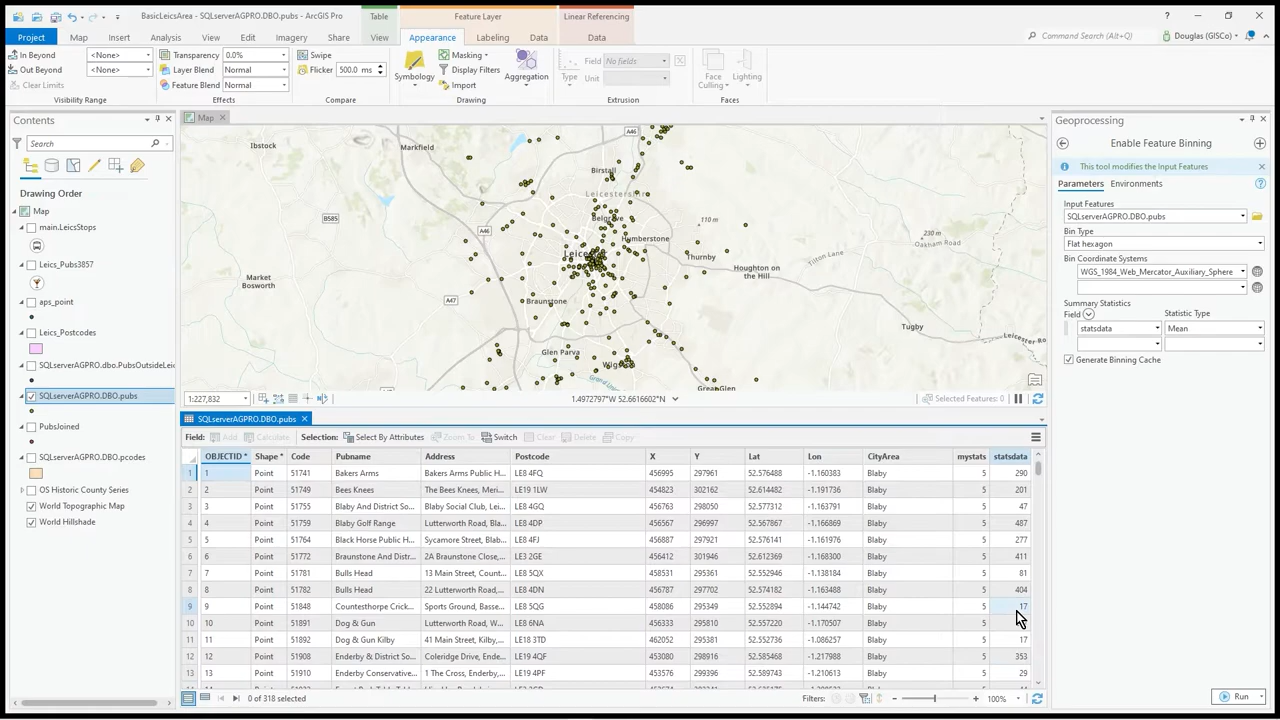 BasicLeicsArea - SQLserverAGPRO.DBO.pubs - ArcGIS Pro
Table
Feature Layer
Linear Referencing
Project Map Insert Analysis View Edit Imagery Share View Appearance Labeling Data Data
Command Search (Alt+Q)
Douglas (GISCo)
In Beyond <None>
Out Beyond <None>
Clear Limits
Visibility Range
Transparency 0.0%
Layer Blend Normal
Feature Blend Normal
Effects
Swipe
Flicker 500.0 ms
Compare
Symbology
Masking
Display Filters
Import
Aggregation
Drawing
Type
Field No fields
Unit
Extrusion
Face Culling
Lighting
Faces
Contents
Search
Drawing Order
Map
main.LeicsStops
Leics_Pubs3857
aps_point
Leics_Postcodes
SQLserverAGPRO.dbo.PubsOutsideLei
SQLserverAGPRO.DBO.pubs
PubsJoined
SQLserverAGPRO.DBO.pcodes
OS Historic County Series
World Topographic Map
World Hillshade
Map
Ibstock
Markfield
A46
Birstall
B585
A46
Belgrave
110 m
Humberstone
230 m
Oakham Road
Market Bosworth
Thurnby
Tilton Lane
Houghton on the Hill
A47
Braunstone
Tugby
Glen Parva
1:227,832
1.4972797°W 52.6616602°N
Selected Features: 0
SQLserverAGPRO.DBO.pubs
Field: Add Calculate Selection: Select By Attributes Zoom To Switch Clear Delete Copy
OBJECTID * Shape * Code Pubname Address Postcode X Y Lat Lon CityArea mystats statsdata
1 1 Point 51741 Bakers Arms Bakers Arms Public H... LE8 4FQ 456995 297961 52.576488 -1.160383 Blaby 5 290
2 2 Point 51749 Bees Knees The Bees Knees, Meri... LE19 1LW 454823 302162 52.614482 -1.191736 Blaby 5 201
3 3 Point 51755 Blaby And District So... Blaby Social Club, Lei... LE8 4GQ 456763 298050 52.577312 -1.163791 Blaby 5 47
4 4 Point 51759 Blaby Golf Range Lutterworth Road, Bla... LE8 4DP 456567 296997 52.567867 -1.166869 Blaby 5 487
5 5 Point 51764 Black Horse Public H... Sycamore Street, Blab... LE8 4FJ 456887 297921 52.576141 -1.161976 Blaby 5 277
6 6 Point 51772 Braunstone And Distr... 2A Braunstone Close,... LE3 2GE 456412 301946 52.612369 -1.168300 Blaby 5 411
7 7 Point 51781 Bulls Head 13 Main Street, Count... LE8 5QX 458531 295361 52.552946 -1.138184 Blaby 5 81
8 8 Point 51782 Bulls Head 22 Lutterworth Road,... LE8 4DN 456787 297702 52.574182 -1.163488 Blaby 5 404
9 9 Point 51848 Countesthorpe Crick... Sports Ground, Basse... LE8 5QG 458086 295349 52.552894 -1.144742 Blaby 5 17
10 10 Point 51891 Dog & Gun Lutterworth Road, Wh... LE8 6NA 456333 295810 52.557220 -1.170507 Blaby 5
11 11 Point 51892 Dog & Gun Kilby 41 Main Street, Kilby,... LE18 3TD 462052 295381 52.552736 -1.086257 Blaby 5 17
12 12 Point 51908 Enderby & District So... Coleridge Drive, Ende... LE19 4QF 453080 298916 52.585468 -1.217988 Blaby 5 353
13 13 Point 51910 Enderby Conservative... 1 The Cross, Enderby,... LE19 4PF 453576 299396 52.589743 -1.210613 Blaby 5 29
0 of 318 selected
Filters:
100%
Geoprocessing
Enable Feature Binning
This tool modifies the Input Features
Parameters Environments
Input Features
SQLserverAGPRO.DBO.pubs
Bin Type
Flat hexagon
Bin Coordinate Systems
WGS_1984_Web_Mercator_Auxiliary_Sphere
Summary Statistics
Field Statistic Type
statsdata Mean
Generate Binning Cache
Run